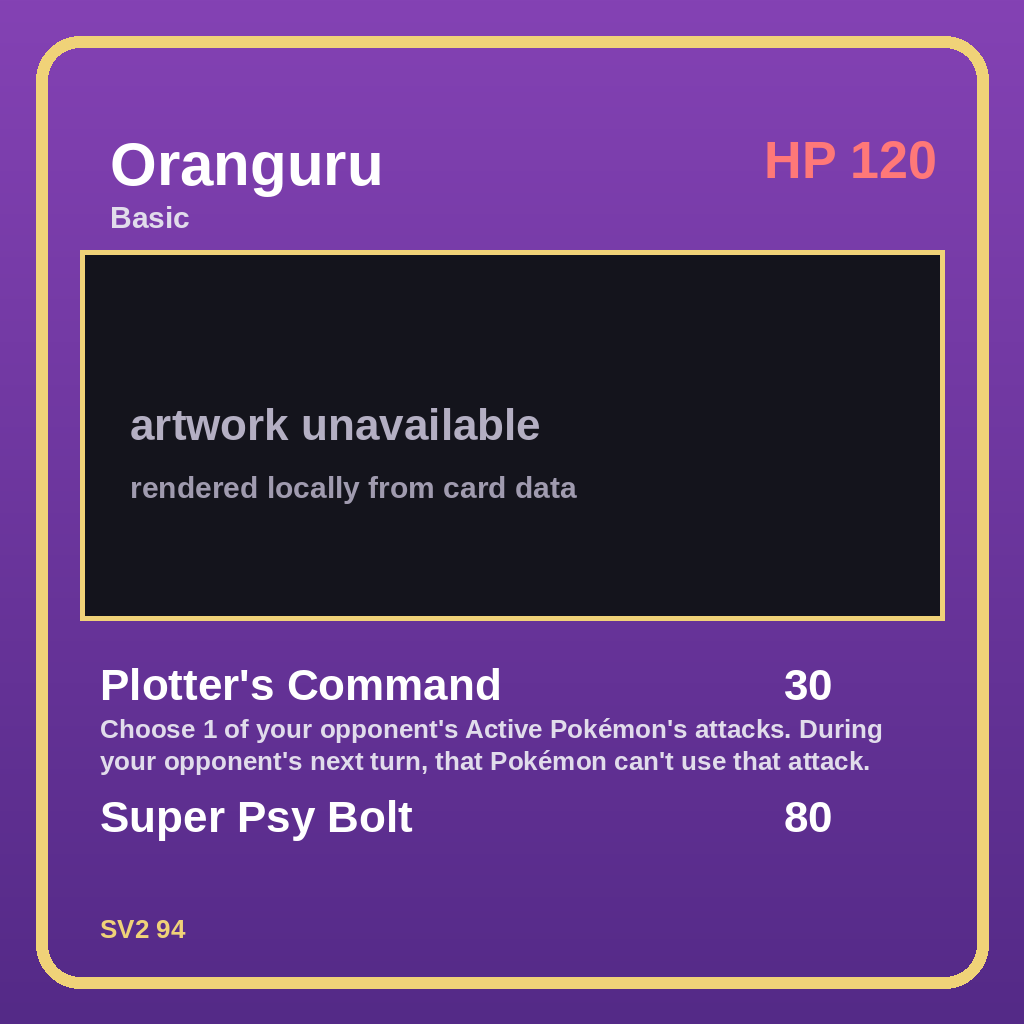 Oranguru
HP 120
Basic
artwork unavailable
rendered locally from card data
Plotter's Command 30
Choose 1 of your opponent's Active Pokémon's attacks. During
your opponent's next turn, that Pokémon can't use that attack.
Super Psy Bolt 80
SV2 94